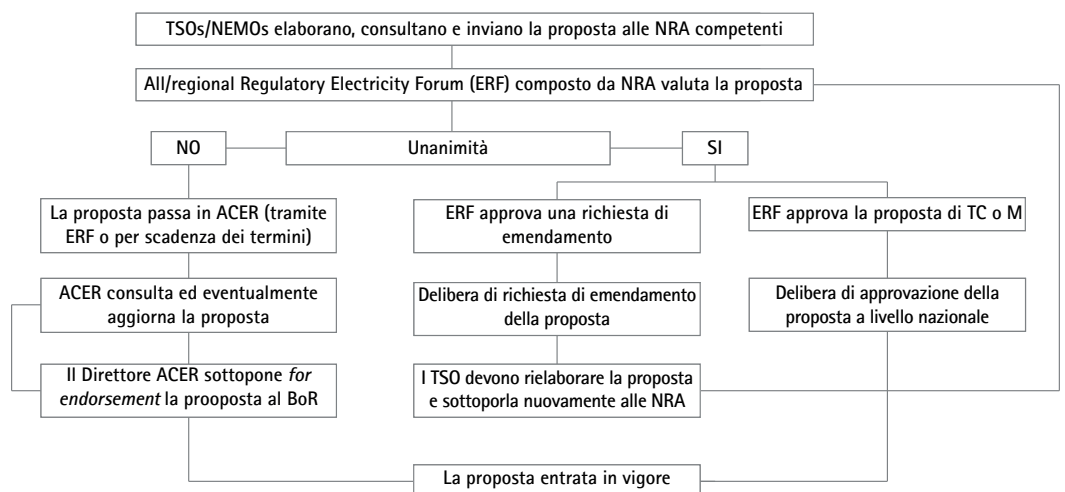 TSOs/NEMOs elaborano, consultano e inviano la proposta alle NRA competenti
All/regional Regulatory Electricity Forum (ERF) composto da NRA valuta la proposta
NO
Unanimità
SI
La proposta passa in ACER (tramite
ERF o per scadenza dei termini)
ERF approva una richiesta di
emendamento
ERF approva la proposta di TC o M
ACER consulta ed eventualmente
aggiorna la proposta
Delibera di richiesta di emendamento
della proposta
Delibera di approvazione della
proposta a livello nazionale
Il Direttore ACER sottopone for
endorsement la prooposta al BoR
I TSO devono rielaborare la proposta
e sottoporla nuovamente alle NRA
La proposta entrata in vigore